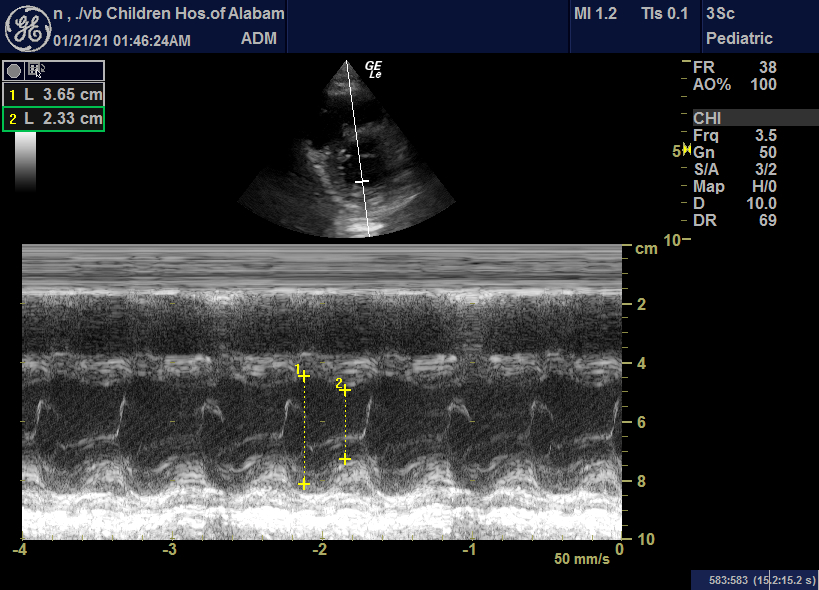 n , ./vb Children Hos.of Alabam
01/21/21 01:46:24AM ADM
MI 1.2 TIs 0.1
3Sc
Pediatric
1 L 3.65 cm
2 L 2.33 cm
GE
Le
FR 38
AO% 100
CHI
Frq 3.5
Gn 50
S/A 3/2
Map H/0
D 10.0
DR 69
5
10
cm
2
4
6
8
10
1
2
-4 -3 -2 -1 0
50 mm/s
583:583 (15.2:15.2 s)